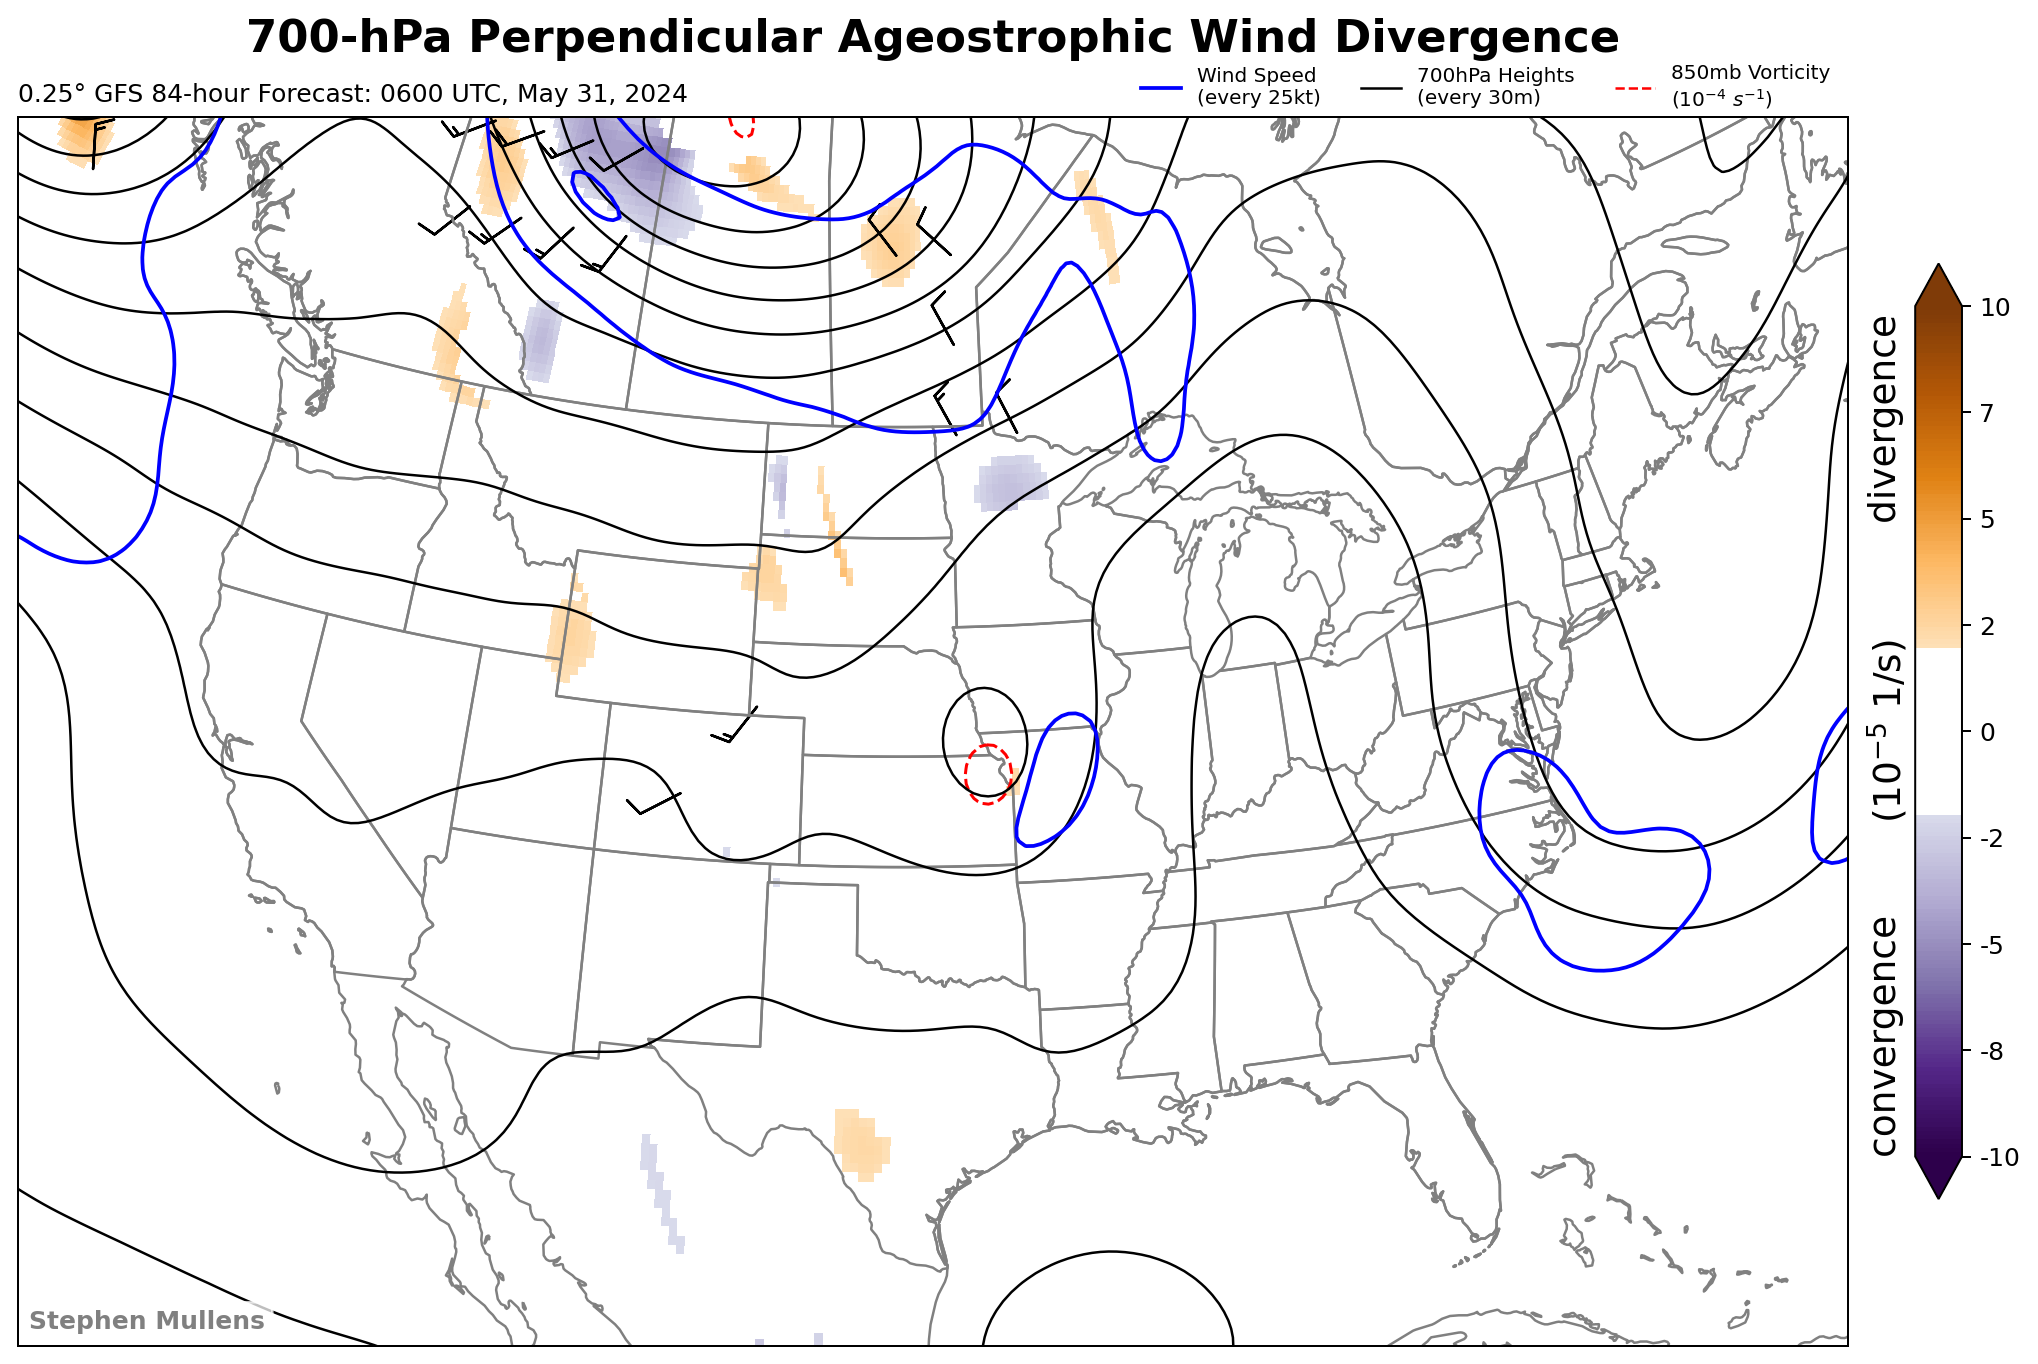 700-hPa Perpendicular Ageostrophic Wind Divergence
0.25° GFS 84-hour Forecast: 0600 UTC, May 31, 2024
Wind Speed
(every 25kt)
700hPa Heights
(every 30m)
850mb Vorticity
(10⁻⁴ s⁻¹)
10
7
5
2
0
-2
-5
-8
-10
convergence (10⁻⁵ 1/s) divergence
Stephen Mullens